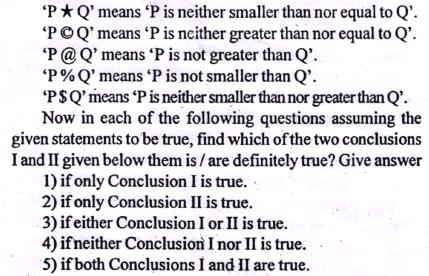 'P ★ Q' means 'P is neither smaller than nor equal to Q'.
'P © Q' means 'P is neither greater than nor equal to Q'.
'P @ Q' means 'P is not greater than Q'.
'P % Q' means 'P is not smaller than Q'.
'P $ Q' means 'P is neither smaller than nor greater than Q'.
Now in each of the following questions assuming the
given statements to be true, find which of the two conclusions
I and II given below them is / are definitely true? Give answer
1) if only Conclusion I is true.
2) if only Conclusion II is true.
3) if either Conclusion I or II is true.
4) if neither Conclusion I nor II is true.
5) if both Conclusions I and II are true.